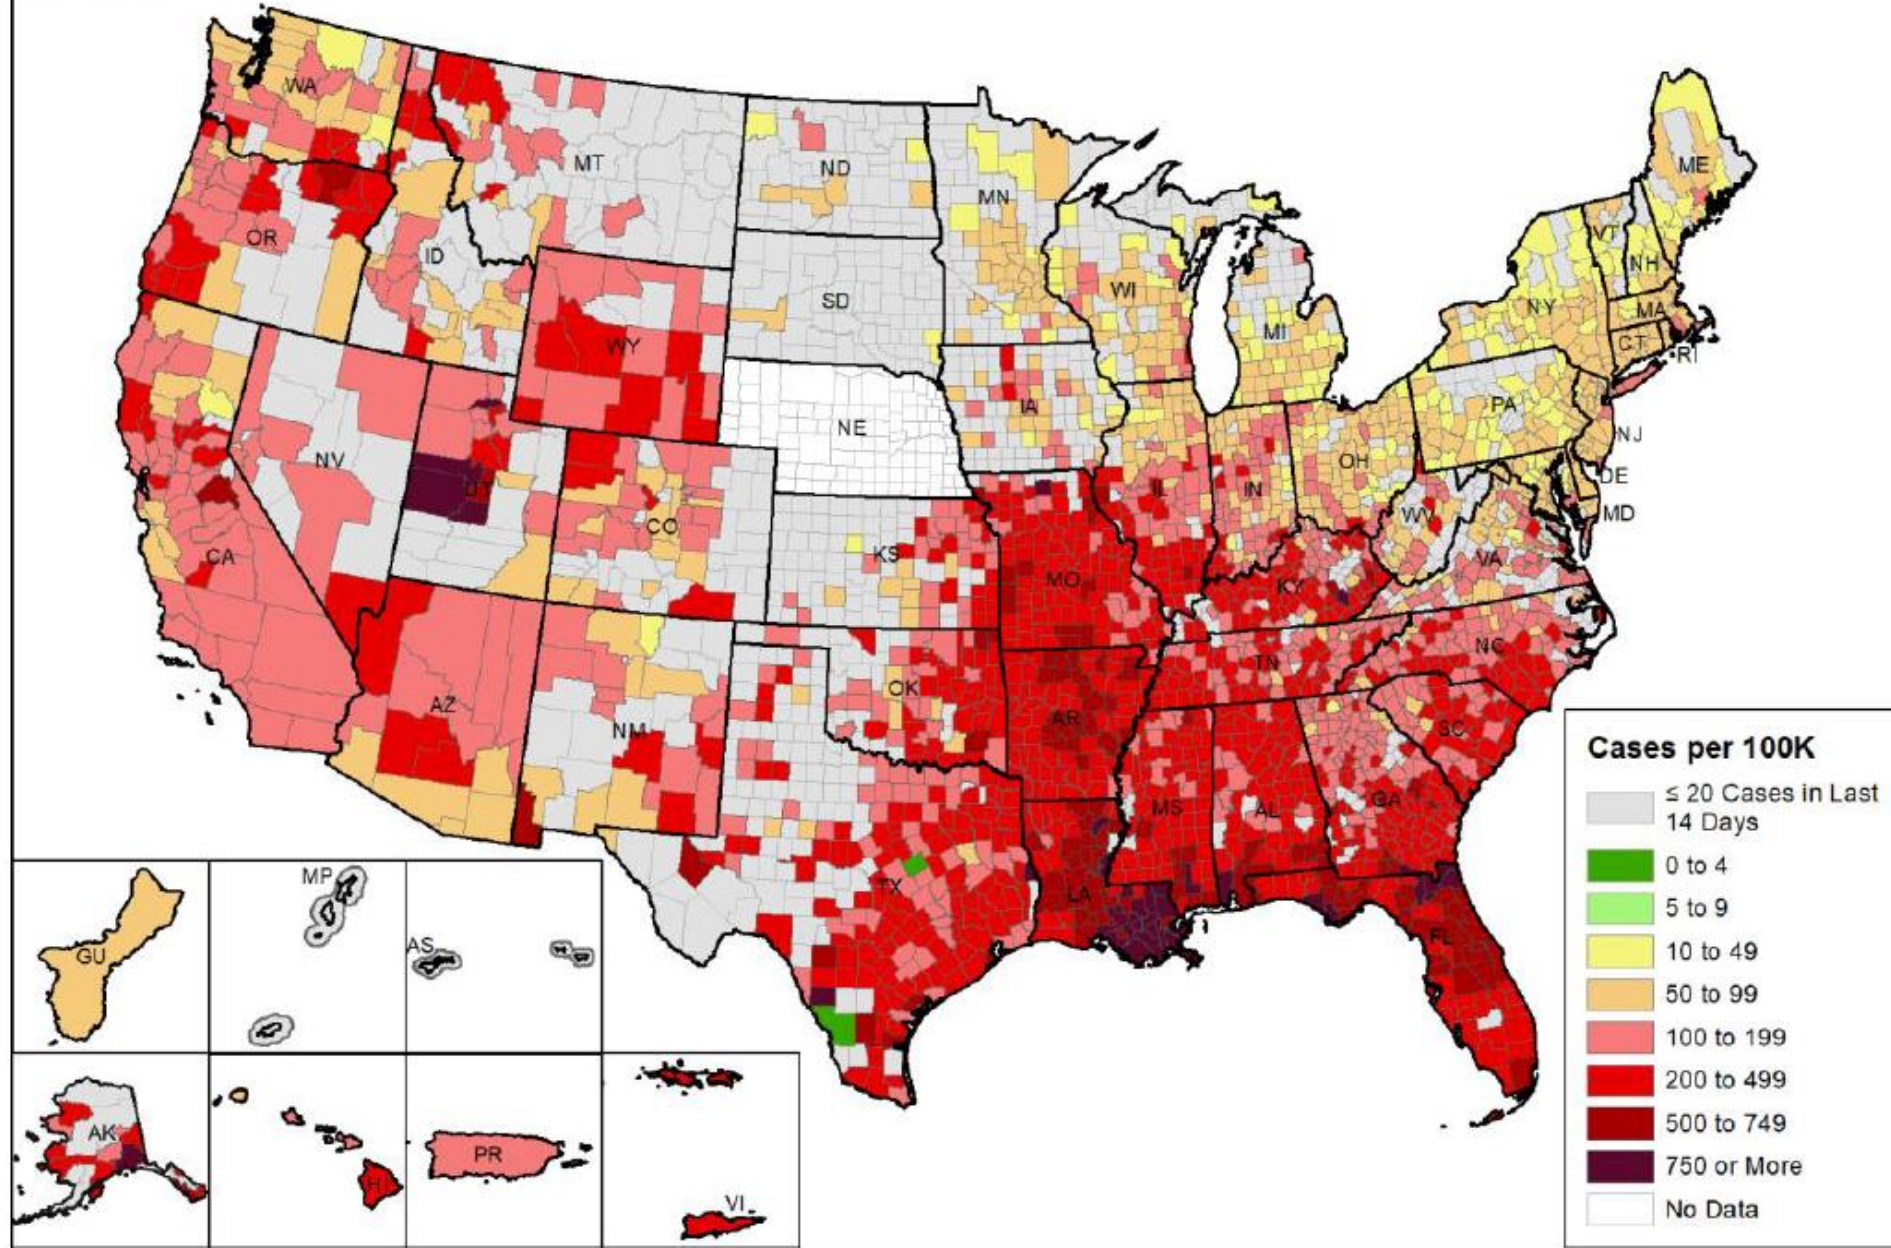 WA
MT
ND
MN
ME
OR
ID
VT
NH
WI
SD
NY
MA
MI
WY
CT
RI
IA
PA
NE
NJ
NV
UT
OH
IL
IN
DE
CO
WV
MD
CA
KS
MO
KY
VA
NC
TN
OK
AZ
AR
SC
NM
MS
AL
GA
TX
LA
FL
MP
GU
AS
AK
PR
HI
VI
Cases per 100K
≤ 20 Cases in Last
14 Days
0 to 4
5 to 9
10 to 49
50 to 99
100 to 199
200 to 499
500 to 749
750 or More
No Data